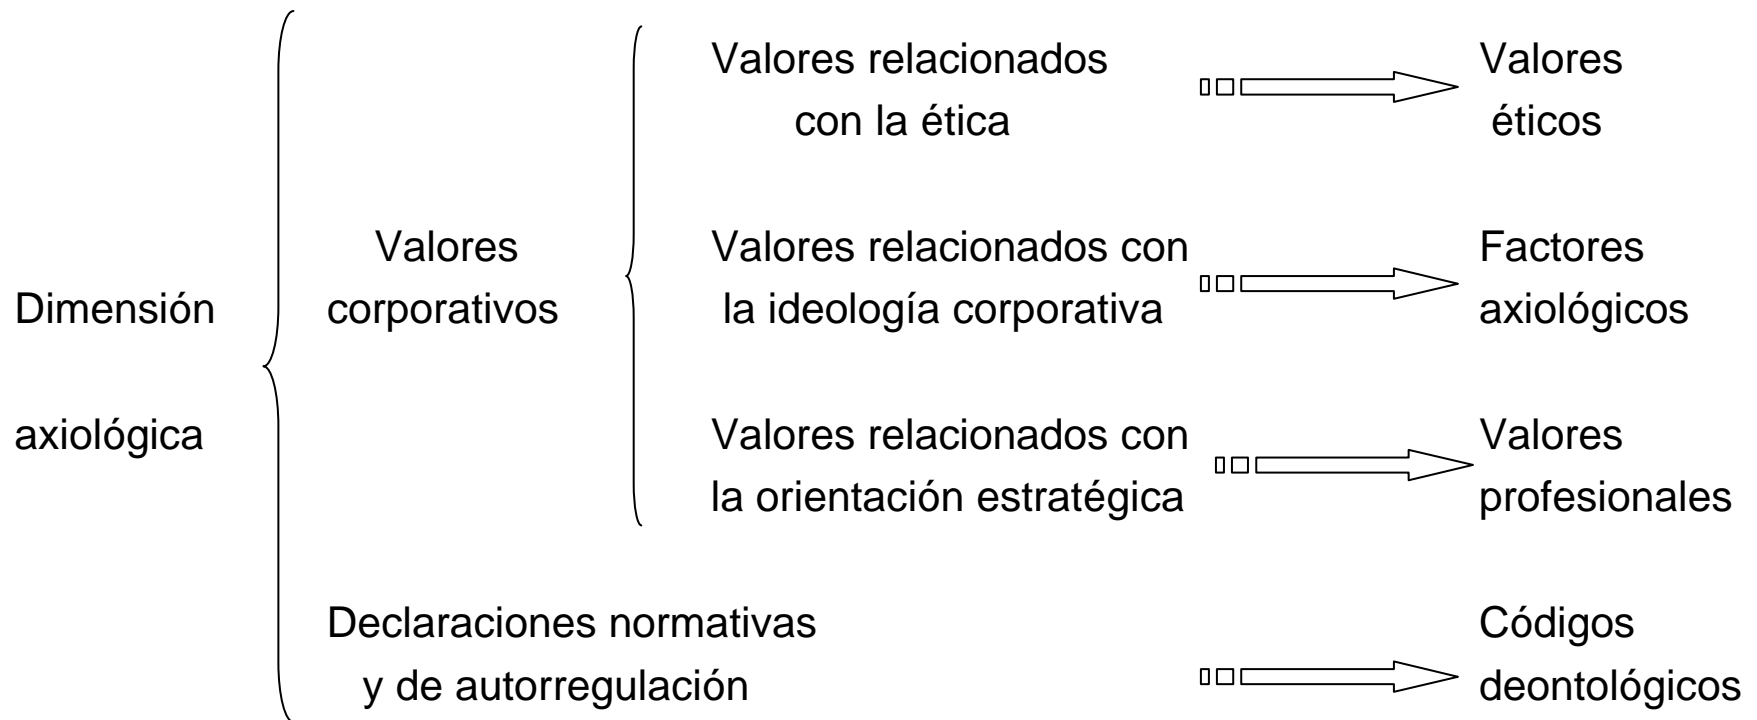 Dimensión
axiológica
Valores
corporativos
Valores relacionados
con la ética
Valores
éticos
Valores relacionados con
la ideología corporativa
Factores
axiológicos
Valores relacionados con
la orientación estratégica
Valores
profesionales
Declaraciones normativas
y de autorregulación
Códigos
deontológicos